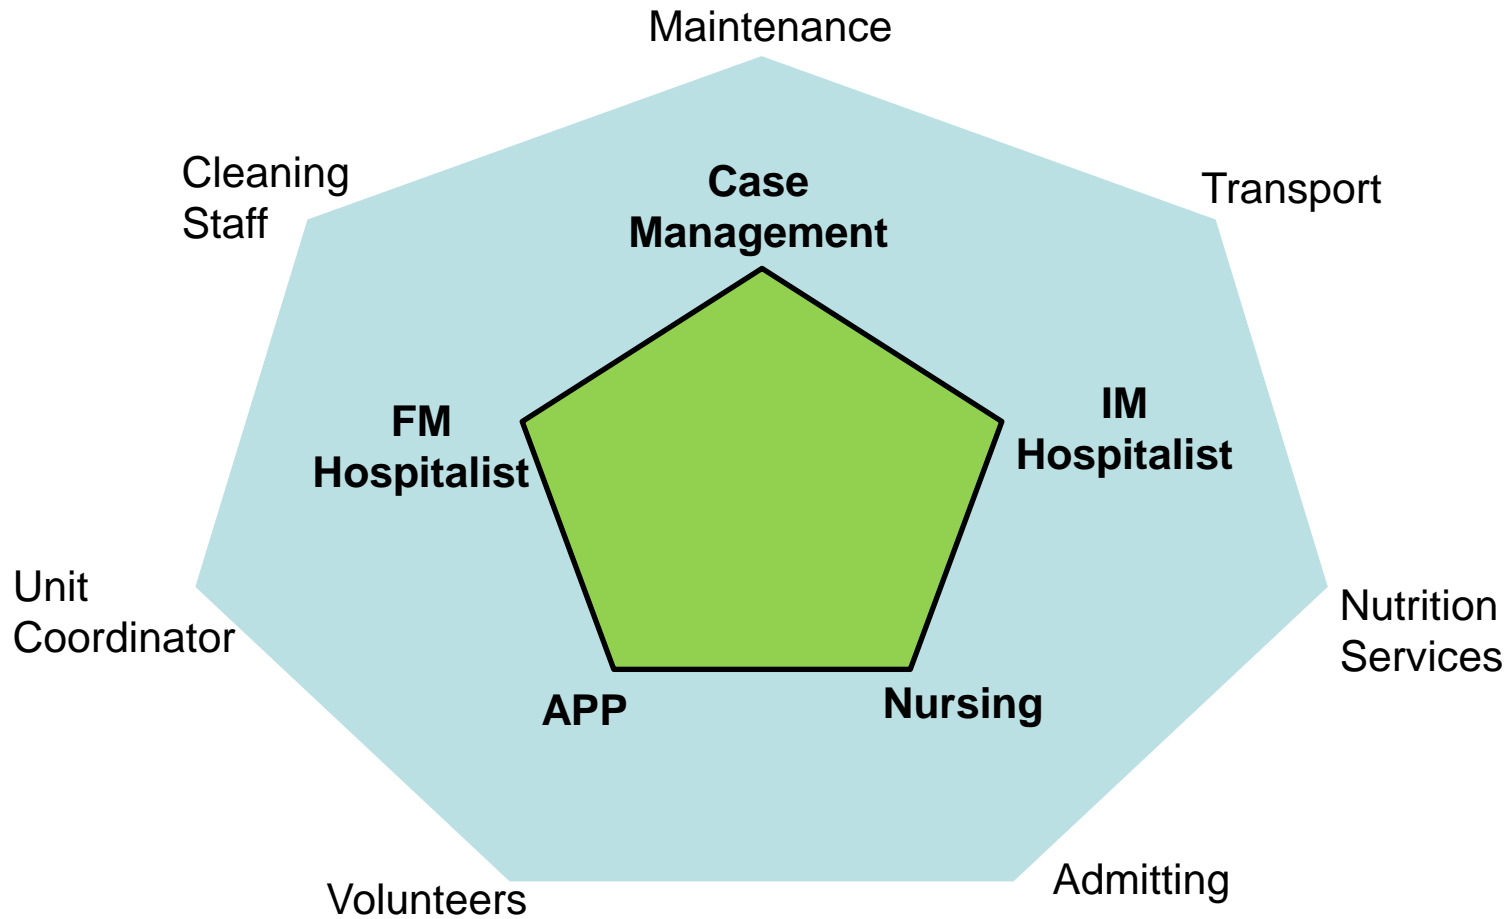 Maintenance
Cleaning
Staff
Transport
Case
Management
FM
Hospitalist
IM
Hospitalist
Unit
Coordinator
Nutrition
Services
APP
Nursing
Volunteers
Admitting